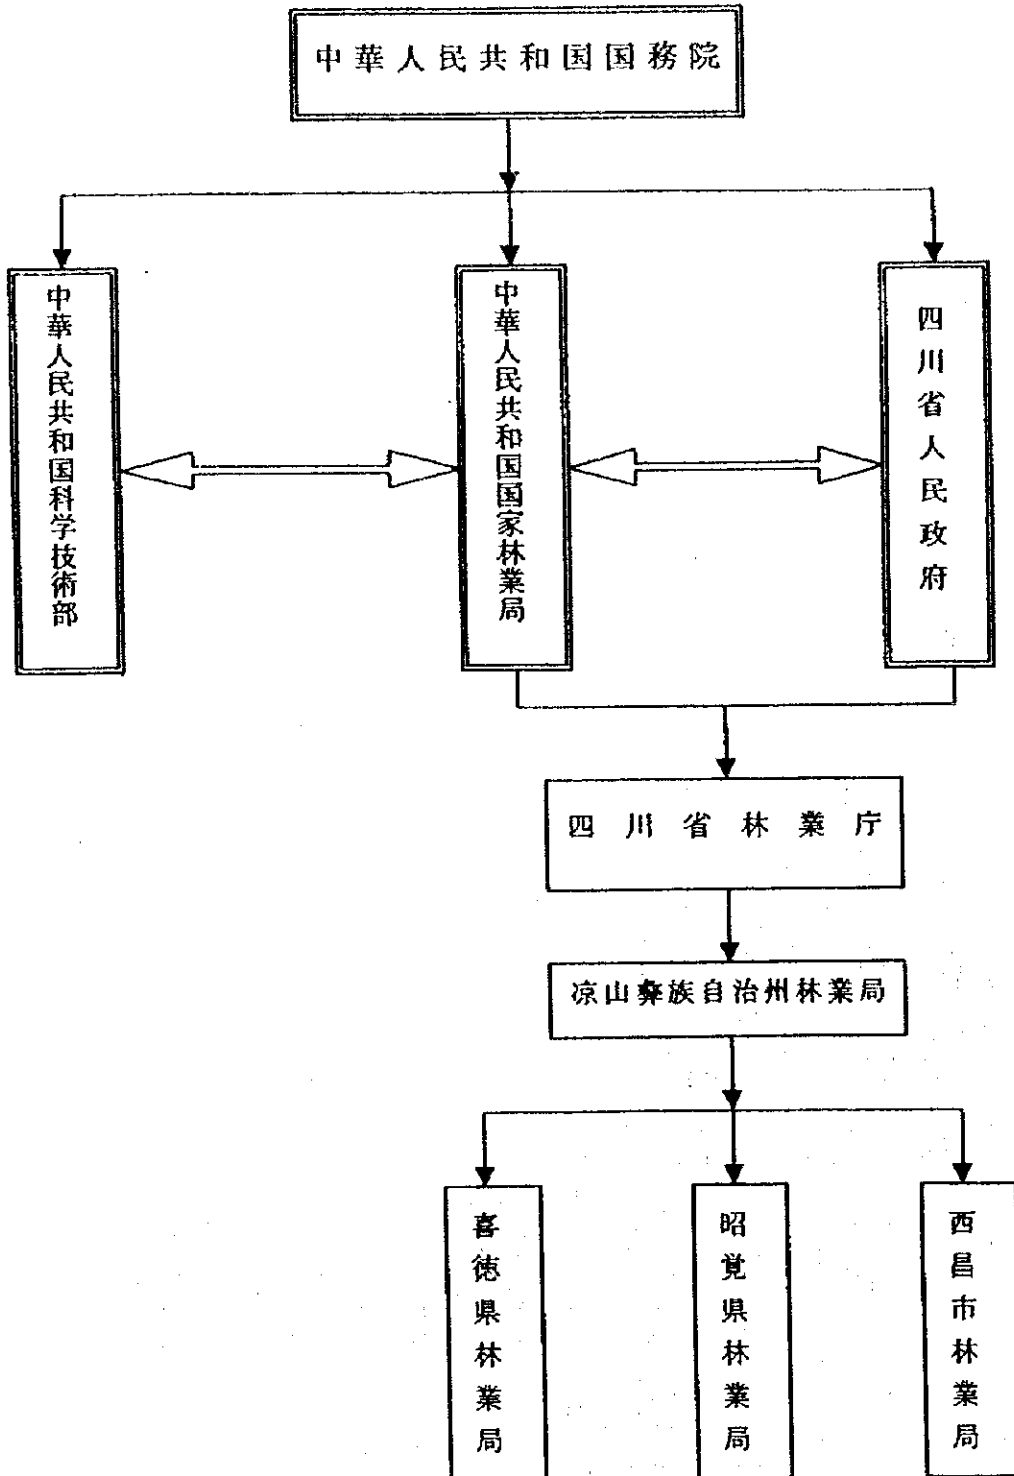 中華人民共和国国務院
中華人民共和国科学技術部
中華人民共和国国家林業局
四川省人民政府
四川省林業庁
凉山彝族自治州林業局
喜徳県林業局
昭覚県林業局
西昌市林業局